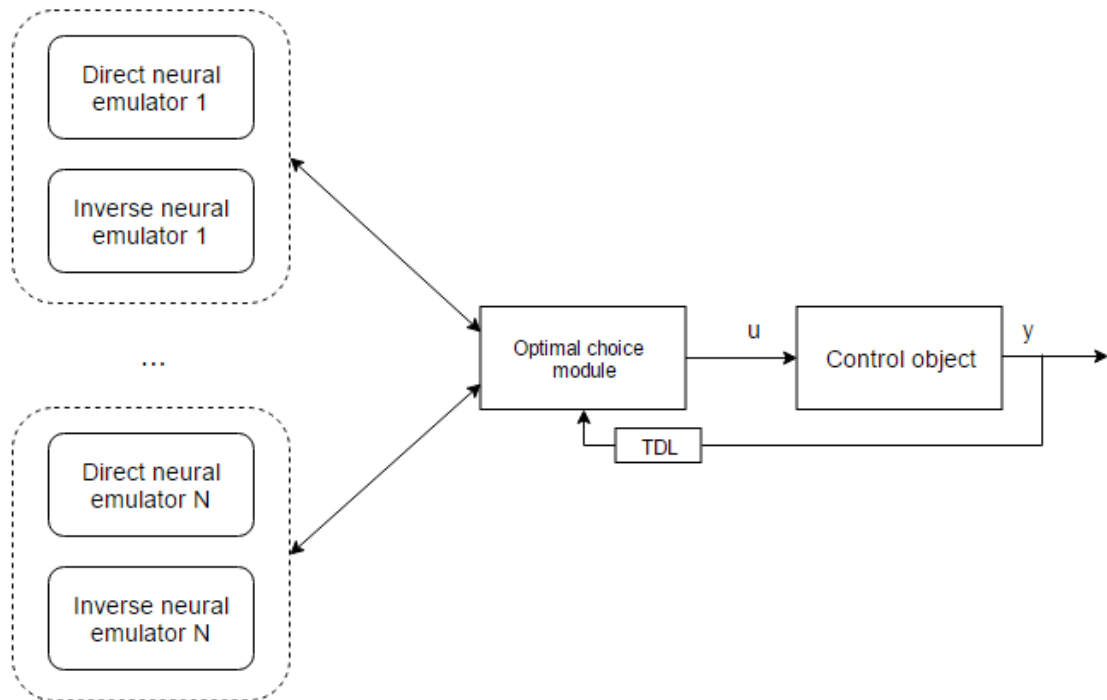 Direct neural
emulator 1
Inverse neural
emulator 1
...
Direct neural
emulator N
Inverse neural
emulator N
Optimal choice
module
u
Control object
y
TDL